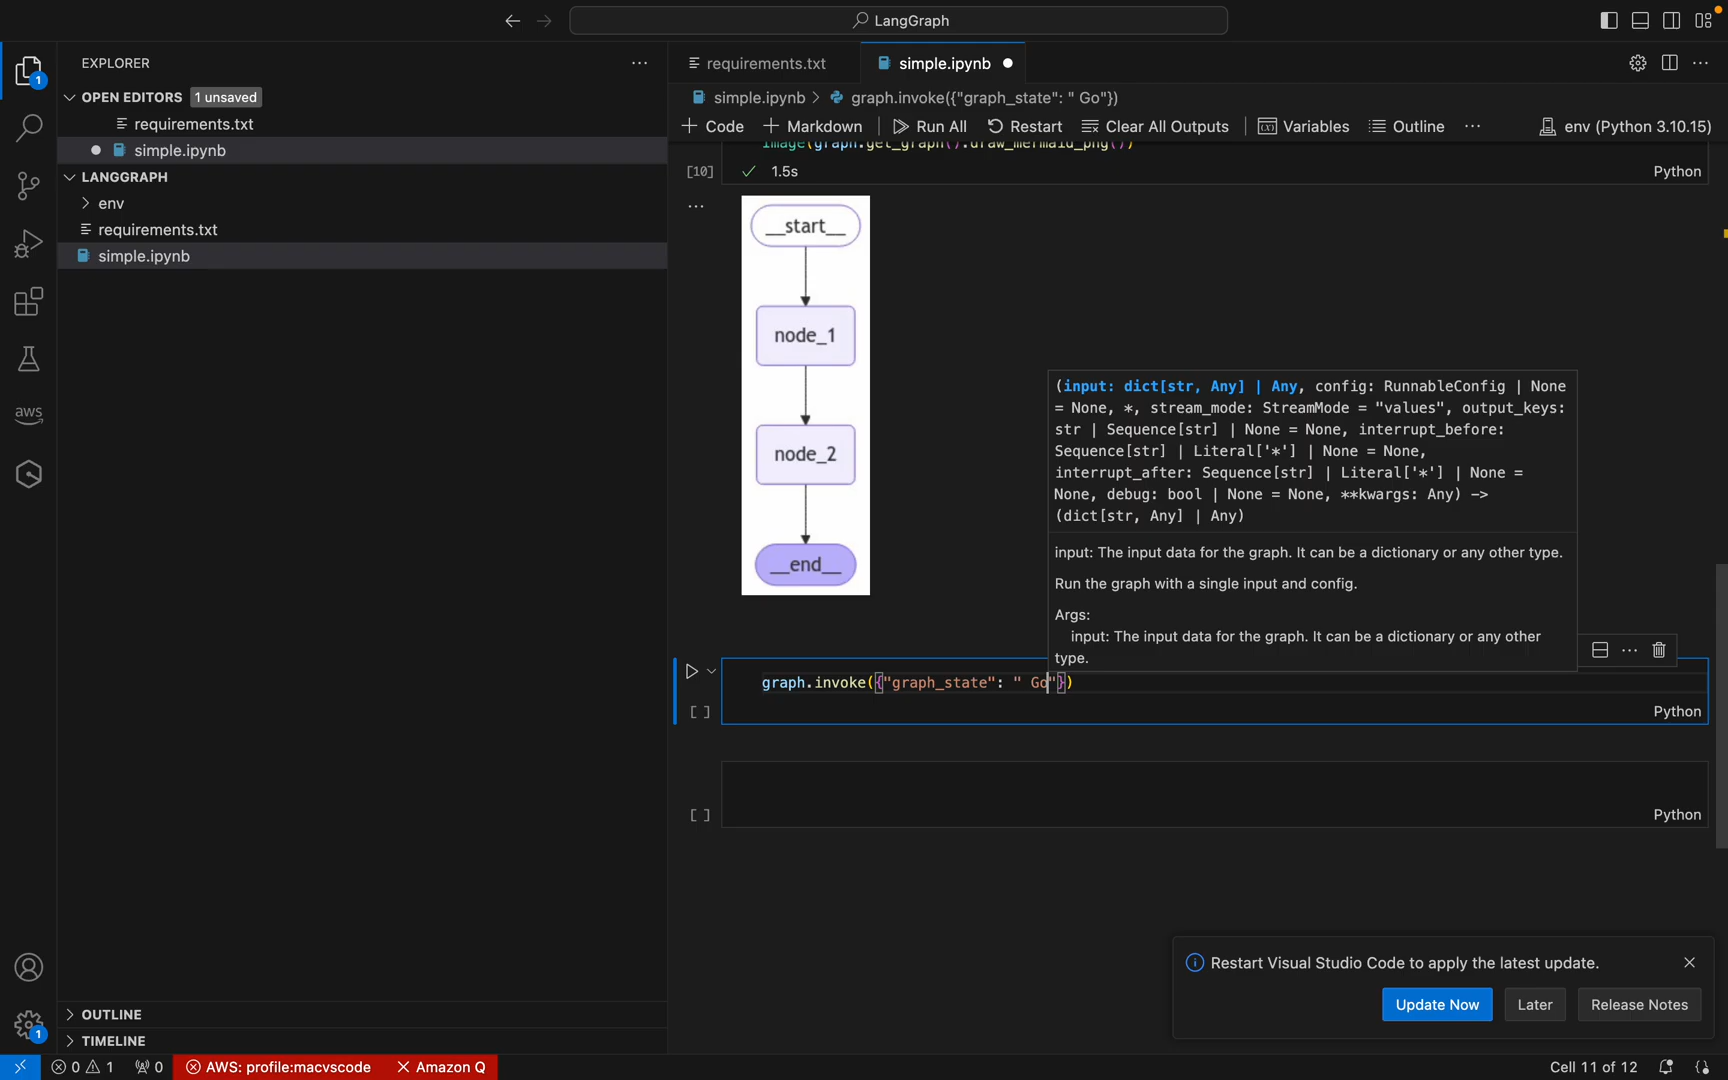 LangGraph
EXPLORER
OPEN EDITORS 1 unsaved
requirements.txt
simple.ipynb
LANGGRAPH
env
requirements.txt
simple.ipynb
OUTLINE
TIMELINE
1
aws
1
requirements.txt
simple.ipynb
simple.ipynb > graph.invoke({"graph_state": " Go"})
Code Markdown Run All Restart Clear All Outputs Variables Outline ... env (Python 3.10.15)
Image(graph.get_graph().draw_mermaid_png())
[10] 1.5s Python
...
__start__
node_1
node_2
__end__
(input: dict[str, Any] | Any, config: RunnableConfig | None
= None, *, stream_mode: StreamMode = "values", output_keys:
str | Sequence[str] | None = None, interrupt_before:
Sequence[str] | Literal['*'] | None = None,
interrupt_after: Sequence[str] | Literal['*'] | None =
None, debug: bool | None = None, **kwargs: Any) ->
(dict[str, Any] | Any)
input: The input data for the graph. It can be a dictionary or any other type.
Run the graph with a single input and config.
Args:
input: The input data for the graph. It can be a dictionary or any other
type.
graph.invoke({"graph_state": " Go"})
[ ] Python
[ ] Python
Restart Visual Studio Code to apply the latest update.
Update Now Later Release Notes
0 1 0 AWS: profile:macvscode Amazon Q Cell 11 of 12